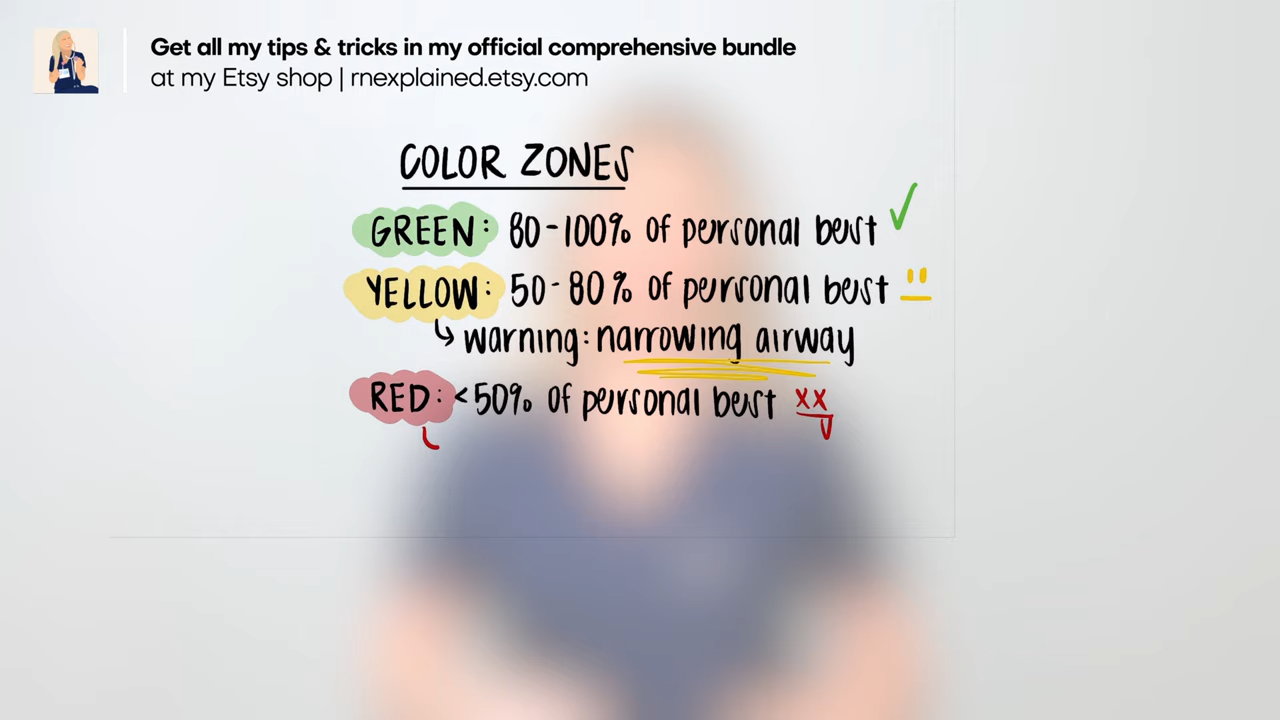 Get all my tips & tricks in my official comprehensive bundle
at my Etsy shop | rnexplained.etsy.com
COLOR ZONES
GREEN: 80-100% of personal best
YELLOW: 50-80% of personal best
warning: narrowing airway
RED: <50% of personal best